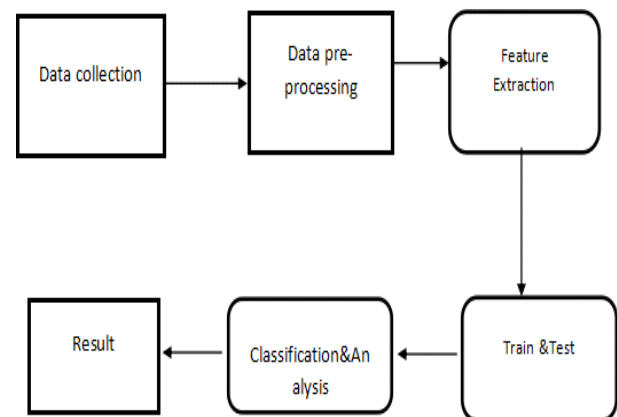 Data collection
Data pre-
processing
Feature
Extraction
Train &Test
Classification&An
alysis
Result